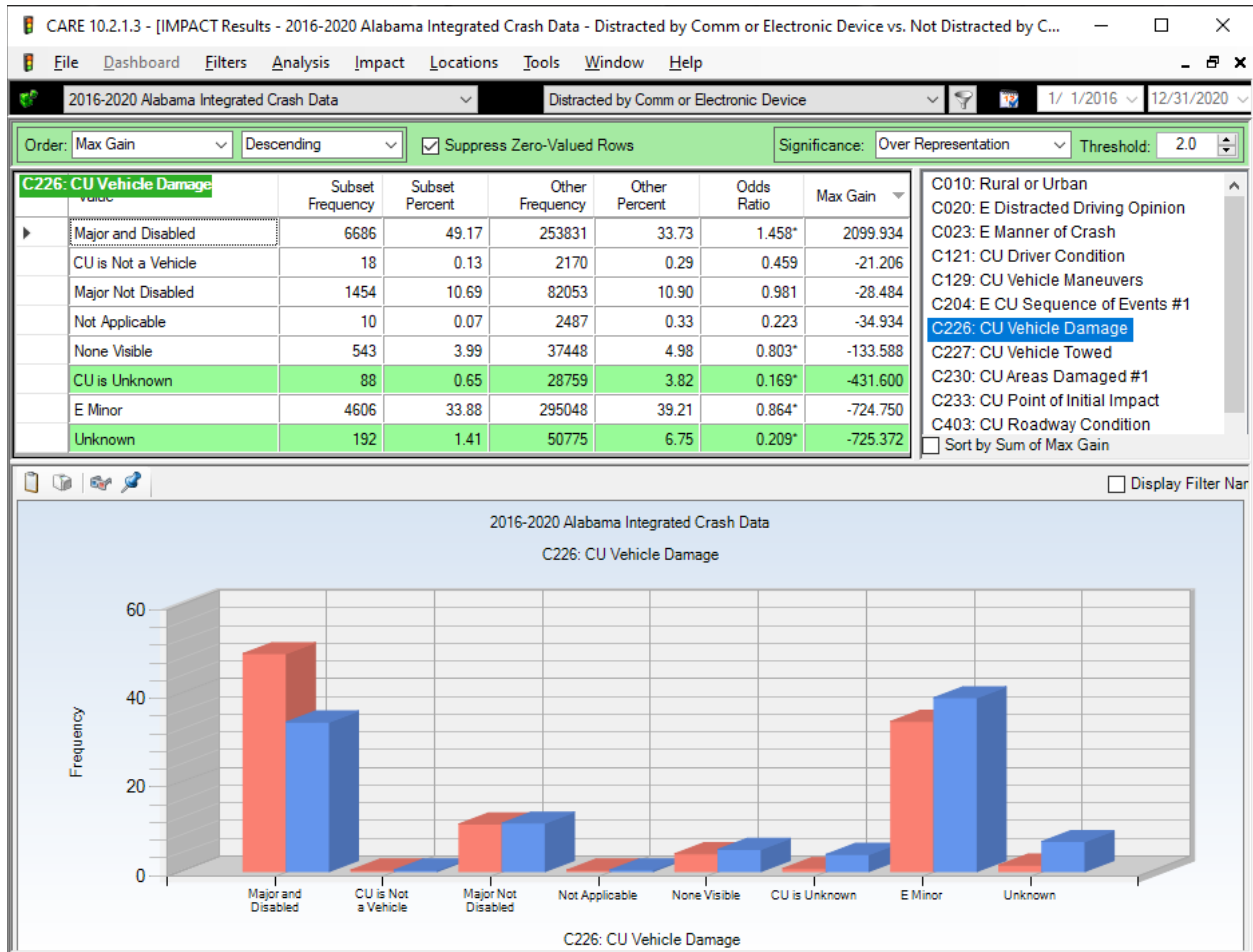 CARE 10.2.1.3 - [IMPACT Results - 2016-2020 Alabama Integrated Crash Data - Distracted by Comm or Electronic Device vs. Not Distracted by C...
File Dashboard Filters Analysis Impact Locations Tools Window Help
2016-2020 Alabama Integrated Crash Data Distracted by Comm or Electronic Device 1/ 1/2016 12/31/2020
Order: Max Gain Descending Suppress Zero-Valued Rows Significance: Over Representation Threshold: 2.0
C226: CU Vehicle Damage Subset Frequency Subset Percent Other Frequency Other Percent Odds Ratio Max Gain
Major and Disabled 6686 49.17 253831 33.73 1.458* 2099.934
CU is Not a Vehicle 18 0.13 2170 0.29 0.459 -21.206
Major Not Disabled 1454 10.69 82053 10.90 0.981 -28.484
Not Applicable 10 0.07 2487 0.33 0.223 -34.934
None Visible 543 3.99 37448 4.98 0.803* -133.588
CU is Unknown 88 0.65 28759 3.82 0.169* -431.600
E Minor 4606 33.88 295048 39.21 0.864* -724.750
Unknown 192 1.41 50775 6.75 0.209* -725.372
C010: Rural or Urban
C020: E Distracted Driving Opinion
C023: E Manner of Crash
C121: CU Driver Condition
C129: CU Vehicle Maneuvers
C204: E CU Sequence of Events #1
C226: CU Vehicle Damage
C227: CU Vehicle Towed
C230: CU Areas Damaged #1
C233: CU Point of Initial Impact
C403: CU Roadway Condition
Sort by Sum of Max Gain
Display Filter Nar
2016-2020 Alabama Integrated Crash Data
C226: CU Vehicle Damage
60
40
20
0
Frequency
Major and Disabled
CU is Not a Vehicle
Major Not Disabled
Not Applicable
None Visible
CU is Unknown
E Minor
Unknown
C226: CU Vehicle Damage